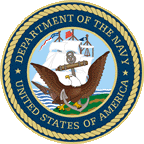 DEPARTMENT OF THE NAVY
UNITED STATES OF AMERICA